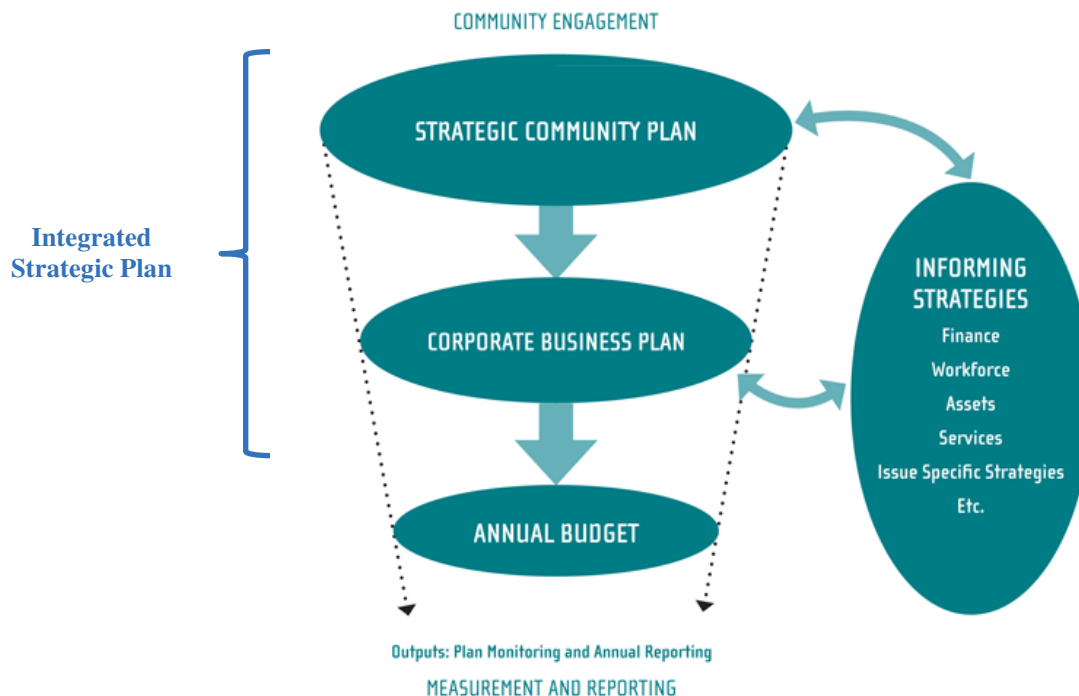 COMMUNITY ENGAGEMENT
STRATEGIC COMMUNITY PLAN
Integrated
Strategic Plan
CORPORATE BUSINESS PLAN
ANNUAL BUDGET
INFORMING
STRATEGIES
Finance
Workforce
Assets
Services
Issue Specific Strategies
Etc.
Outputs: Plan Monitoring and Annual Reporting
MEASUREMENT AND REPORTING